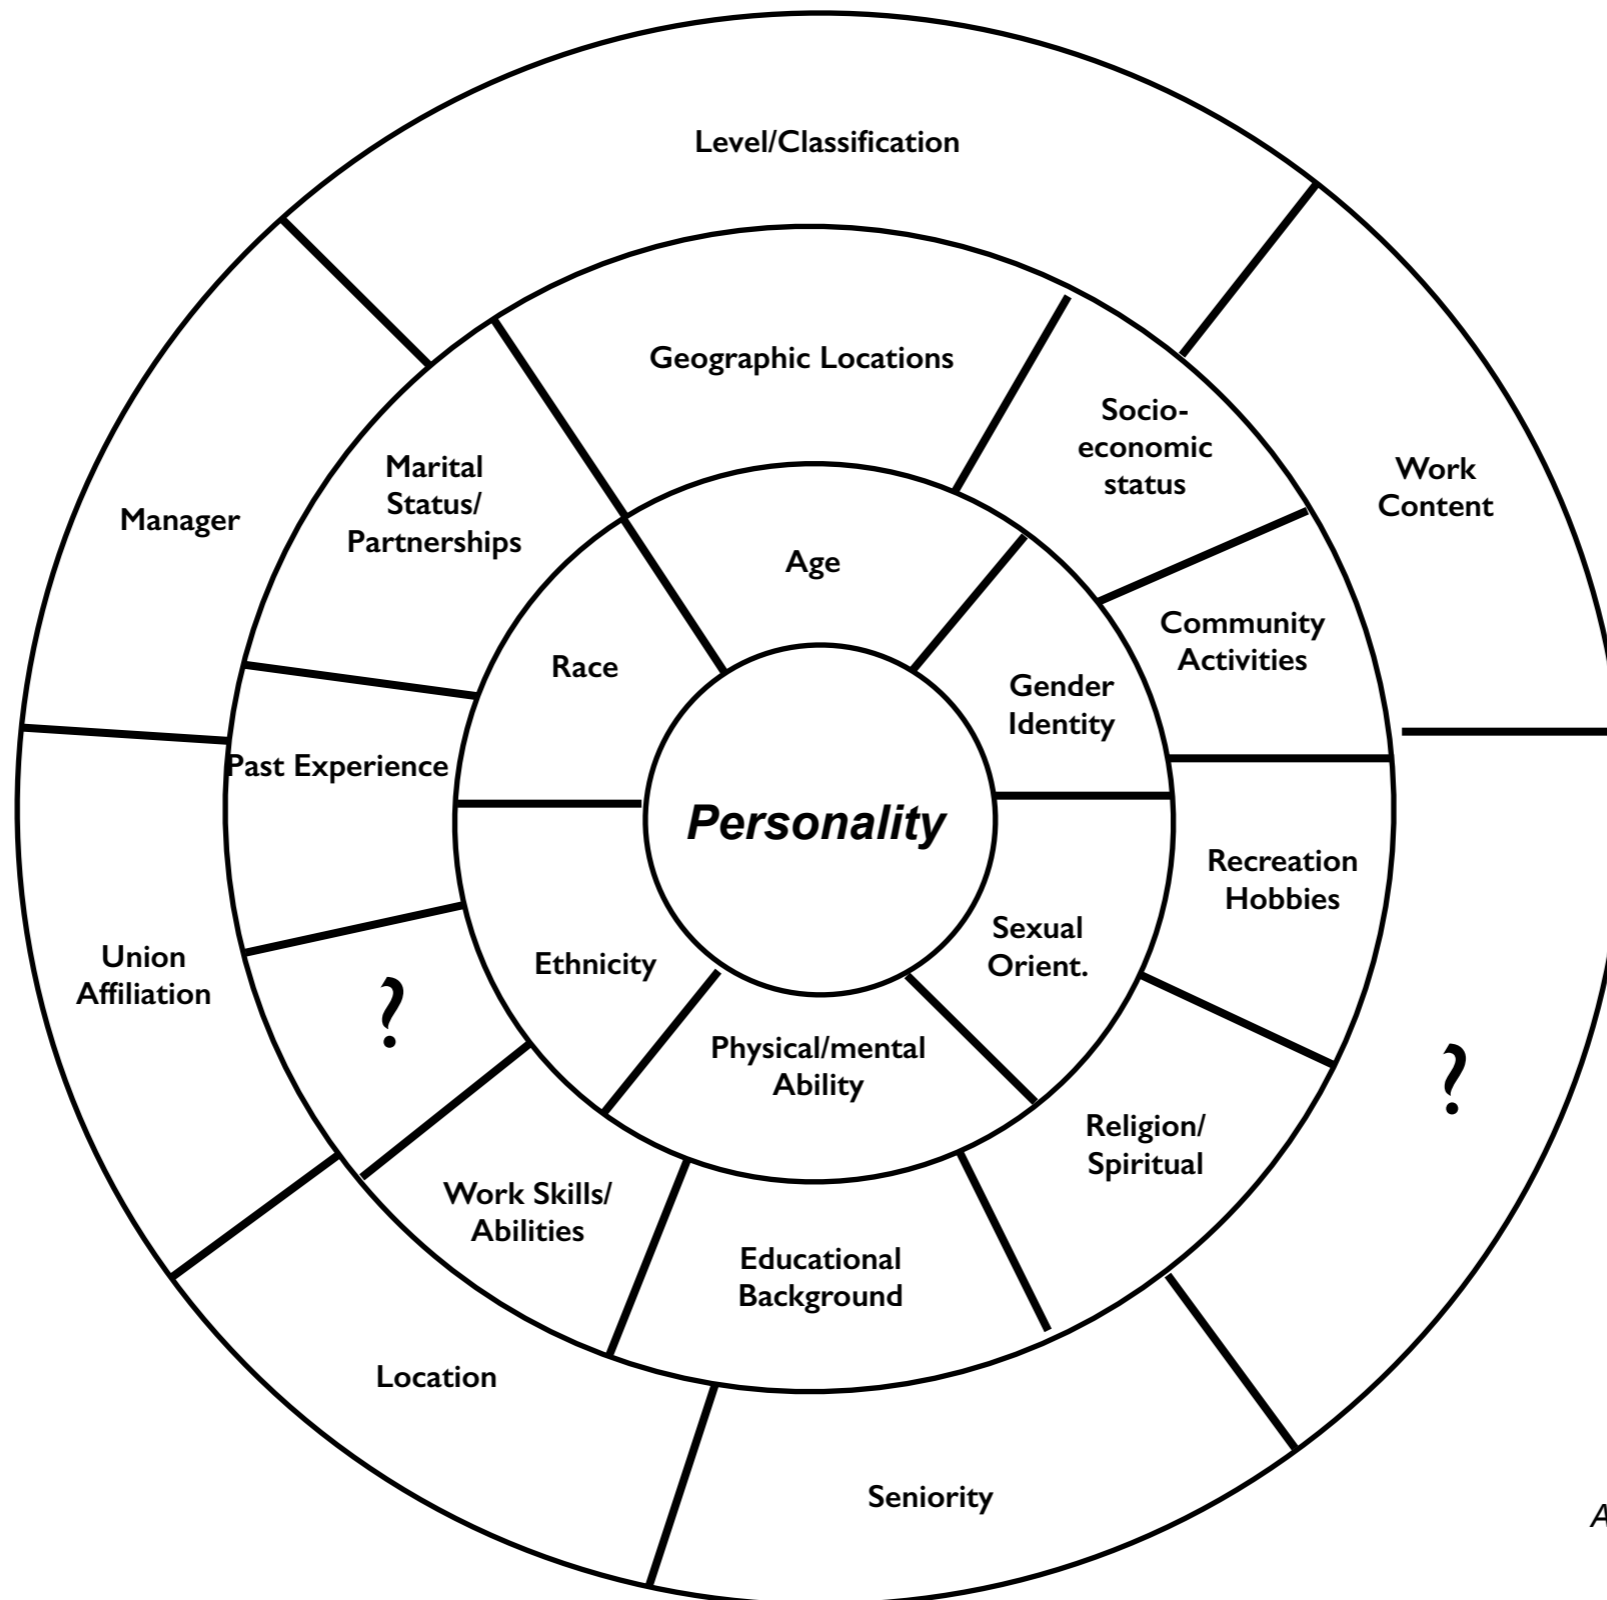 Level/Classification
Geographic Locations
Socio-
economic
status
Marital
Status/
Partnerships
Work
Content
Manager
Age
Community
Activities
Race
Gender
Identity
Past Experience
Personality
Recreation
Hobbies
Sexual
Orient.
Ethnicity
Union
Affiliation
?
Physical/mental
Ability
?
Religion/
Spiritual
Work Skills/
Abilities
Educational
Background
Location
Seniority
A